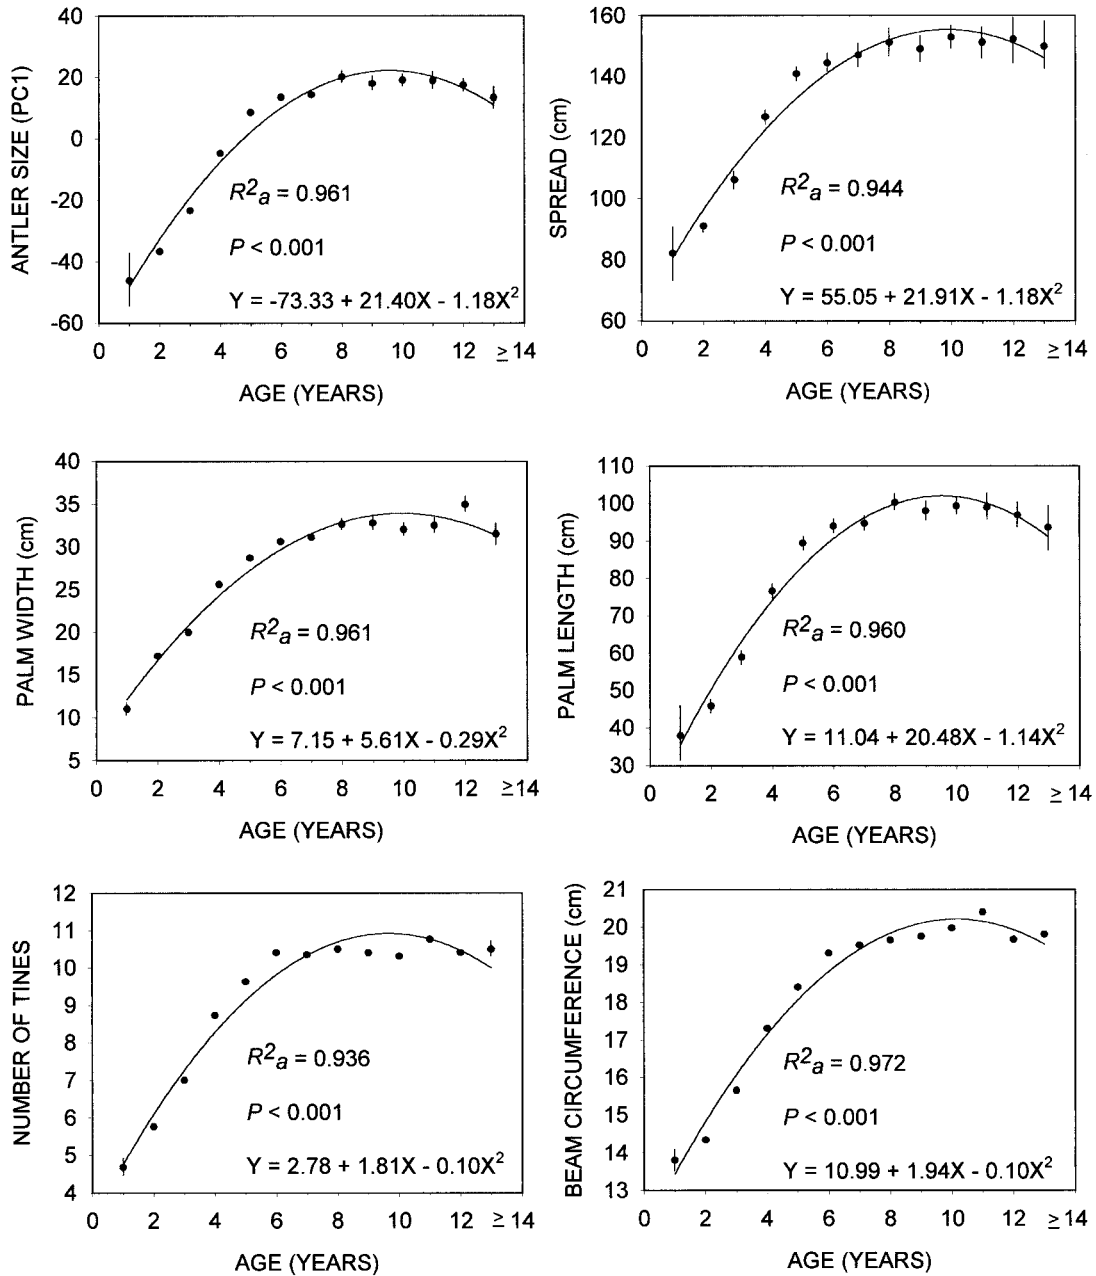 40
20
0
-20
-40
-60
ANTLER SIZE (PC1)
R²a = 0.961
P < 0.001
Y = -73.33 + 21.40X - 1.18X²
0 2 4 6 8 10 12 ≥ 14
AGE (YEARS)
160
140
120
100
80
60
SPREAD (cm)
R²a = 0.944
P < 0.001
Y = 55.05 + 21.91X - 1.18X²
0 2 4 6 8 10 12 ≥ 14
AGE (YEARS)
40
35
30
25
20
15
10
5
PALM WIDTH (cm)
R²a = 0.961
P < 0.001
Y = 7.15 + 5.61X - 0.29X²
0 2 4 6 8 10 12 ≥14
AGE (YEARS)
110
100
90
80
70
60
50
40
30
PALM LENGTH (cm)
R²a = 0.960
P < 0.001
Y = 11.04 + 20.48X - 1.14X²
0 2 4 6 8 10 12 ≥ 14
AGE (YEARS)
12
11
10
9
8
7
6
5
4
NUMBER OF TINES
R²a = 0.936
P < 0.001
Y = 2.78 + 1.81X - 0.10X²
0 2 4 6 8 10 12 ≥ 14
AGE (YEARS)
21
20
19
18
17
16
15
14
13
BEAM CIRCUMFERENCE (cm)
R²a = 0.972
P < 0.001
Y = 10.99 + 1.94X - 0.10X²
0 2 4 6 8 10 12 ≥ 14
AGE (YEARS)